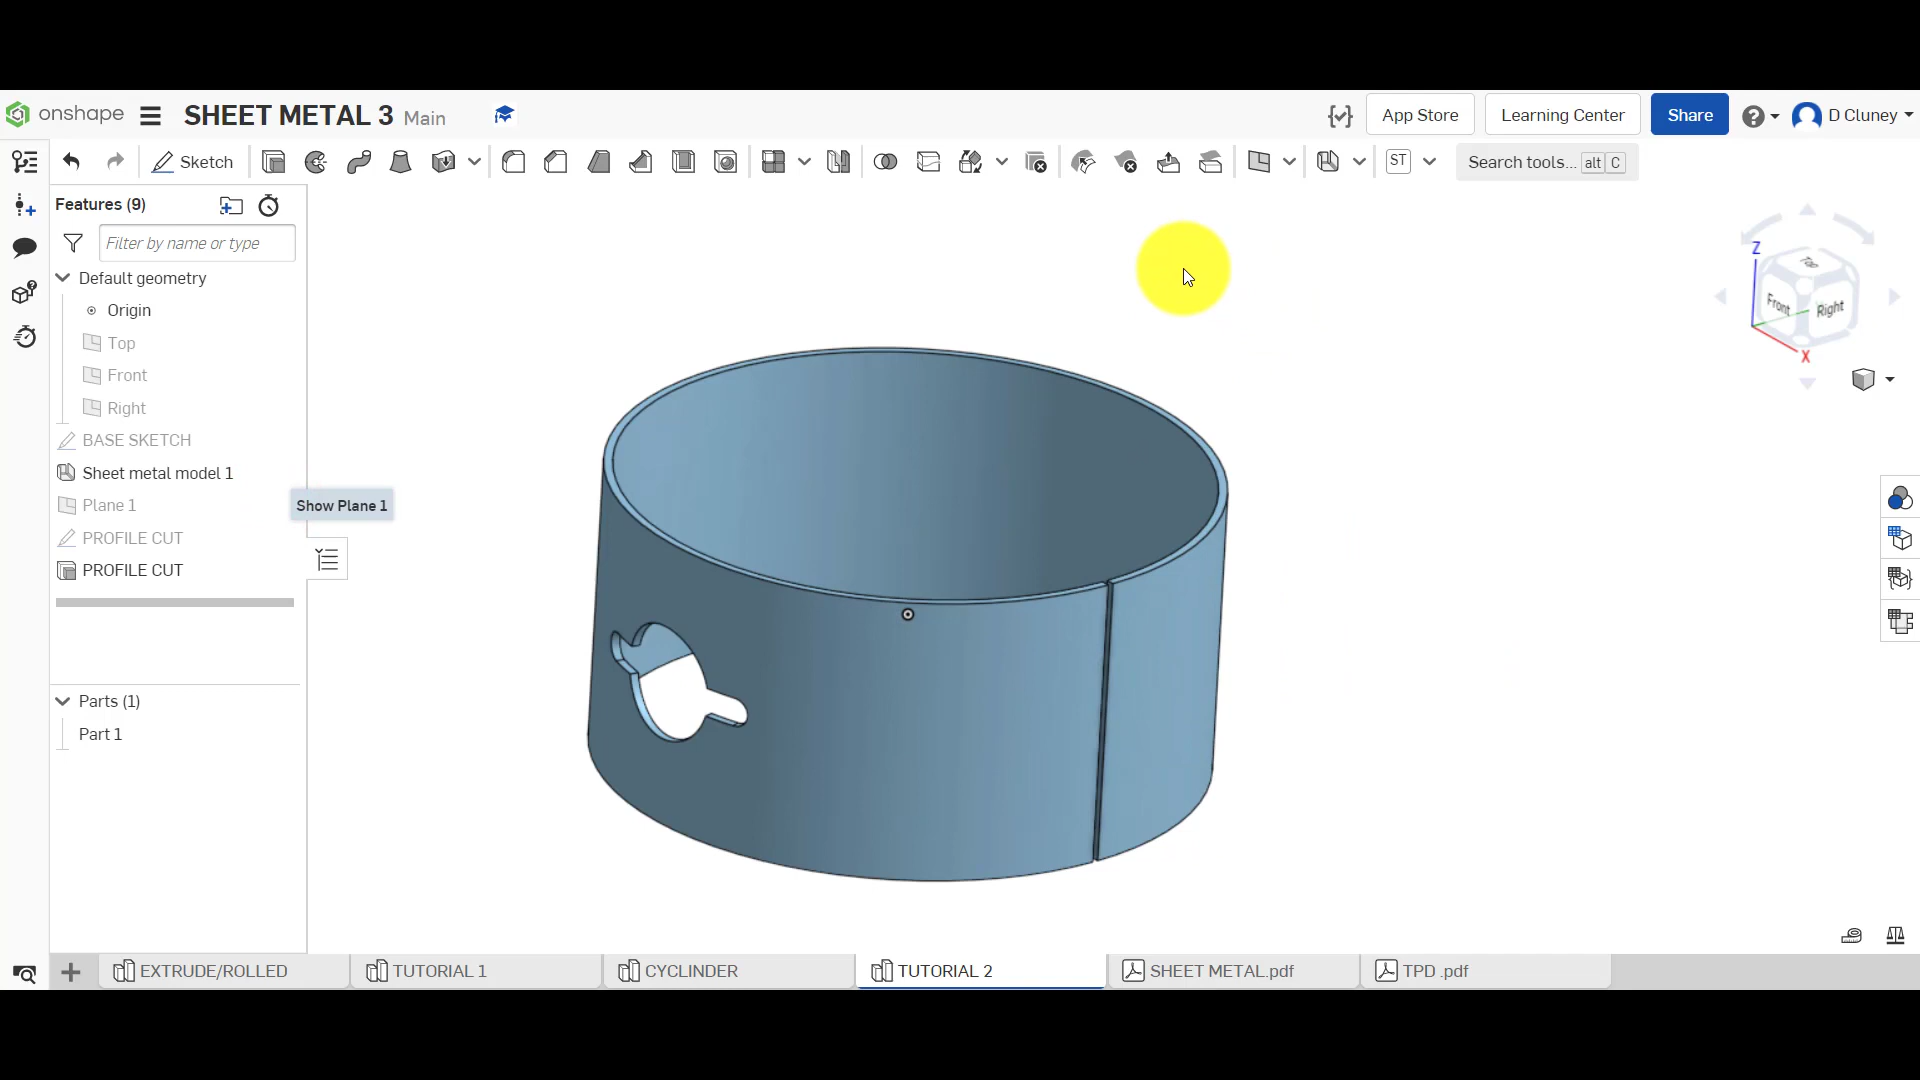 onshape
SHEET METAL 3 Main
App Store
Learning Center
Share
D Cluney
Sketch
ST
Search tools... alt C
Features (9)
Filter by name or type
Default geometry
Origin
Top
Front
Right
BASE SKETCH
Sheet metal model 1
Plane 1
Show Plane 1
PROFILE CUT
PROFILE CUT
Parts (1)
Part 1
Z
Top
Front
Right
X
EXTRUDE/ROLLED
TUTORIAL 1
CYCLINDER
TUTORIAL 2
SHEET METAL.pdf
TPD .pdf